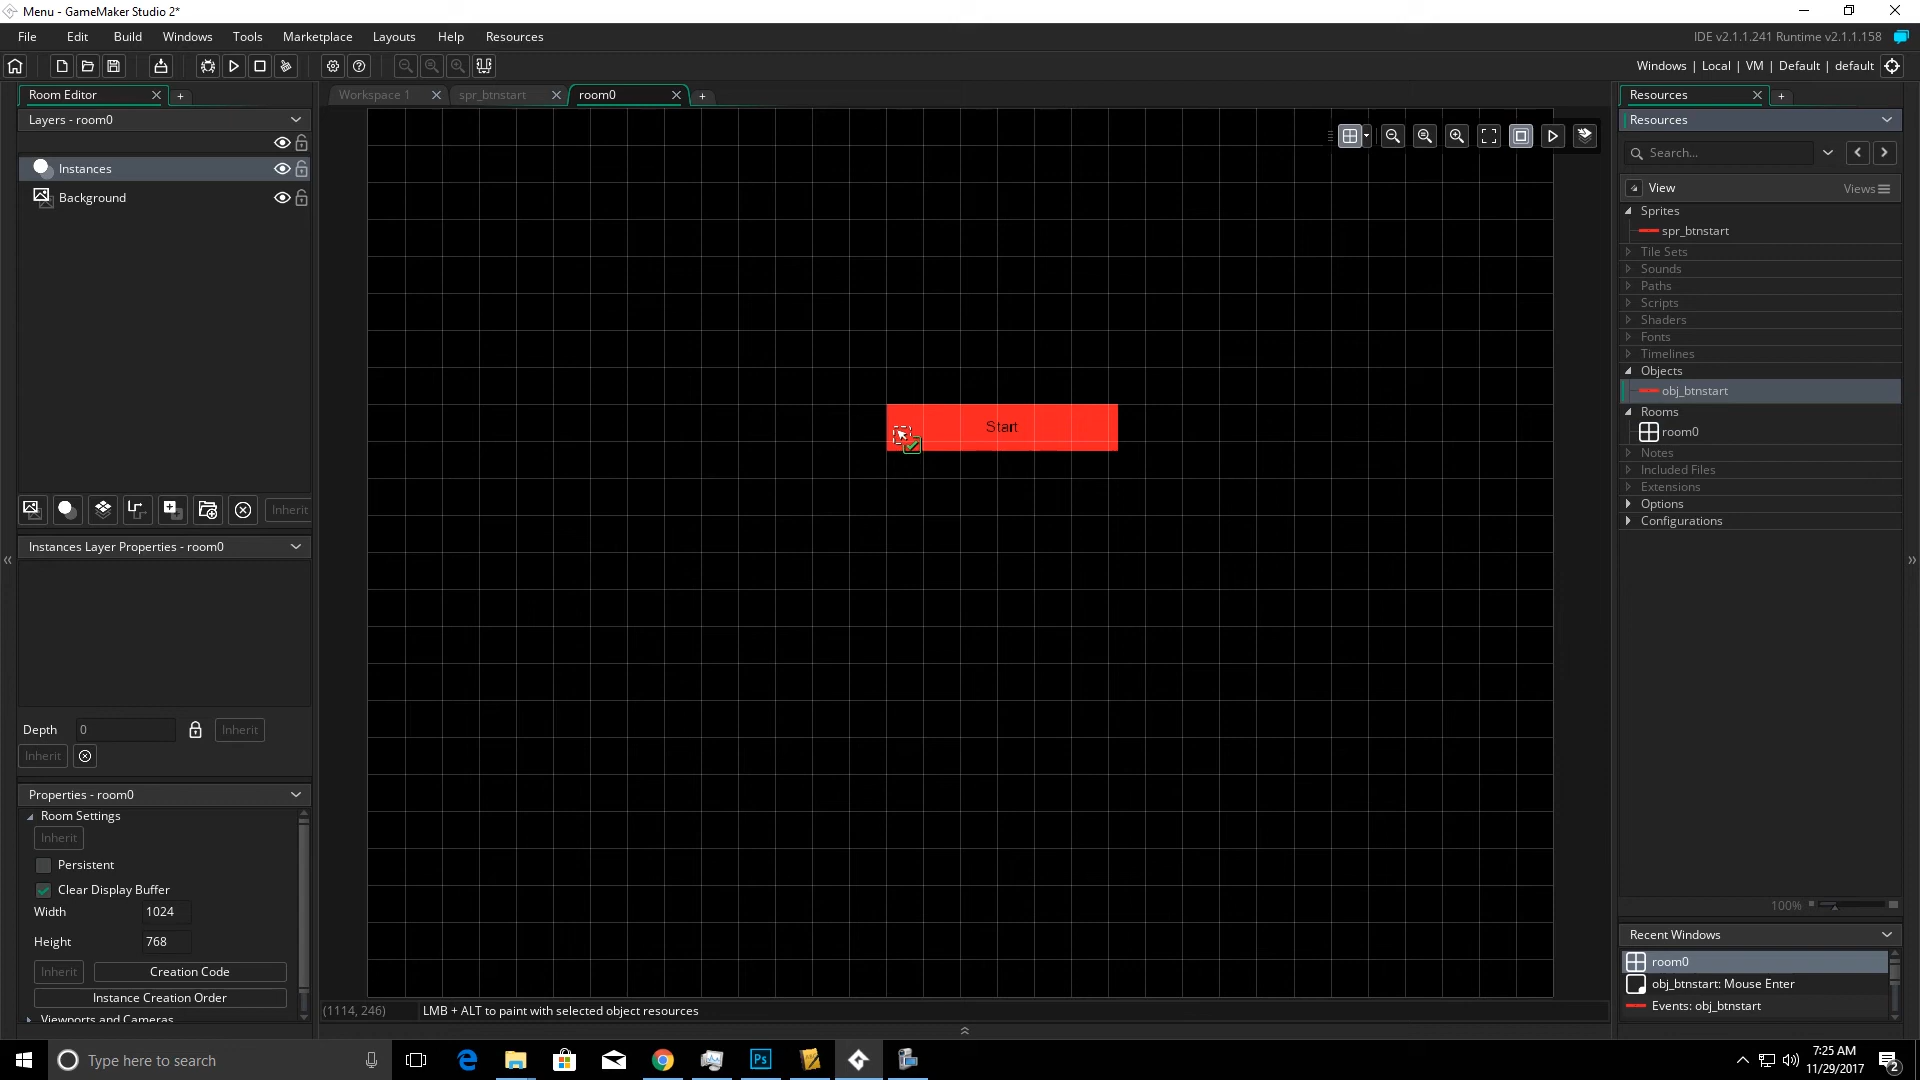 Menu - GameMaker Studio 2*
File Edit Build Windows Tools Marketplace Layouts Help Resources
IDE v2.1.1.241 Runtime v2.1.1.158
Windows | Local | VM | Default | default
Room Editor
Workspace 1
spr_btnstart
room0
Resources
Layers - room0
Resources
Search...
Instances
Background
View
Views
Sprites
spr_btnstart
Tile Sets
Sounds
Paths
Scripts
Shaders
Fonts
Timelines
Objects
obj_btnstart
Rooms
room0
Notes
Included Files
Extensions
Options
Configurations
Start
Inherit
Instances Layer Properties - room0
Depth 0 Inherit
Inherit
Properties - room0
Room Settings
Inherit
Persistent
Clear Display Buffer
Width 1024
Height 768
Inherit Creation Code
Instance Creation Order
Viewports and Cameras
100%
Recent Windows
room0
obj_btnstart: Mouse Enter
Events: obj_btnstart
(1114, 246) LMB + ALT to paint with selected object resources
Type here to search
Ps
7:25 AM
11/29/2017
2